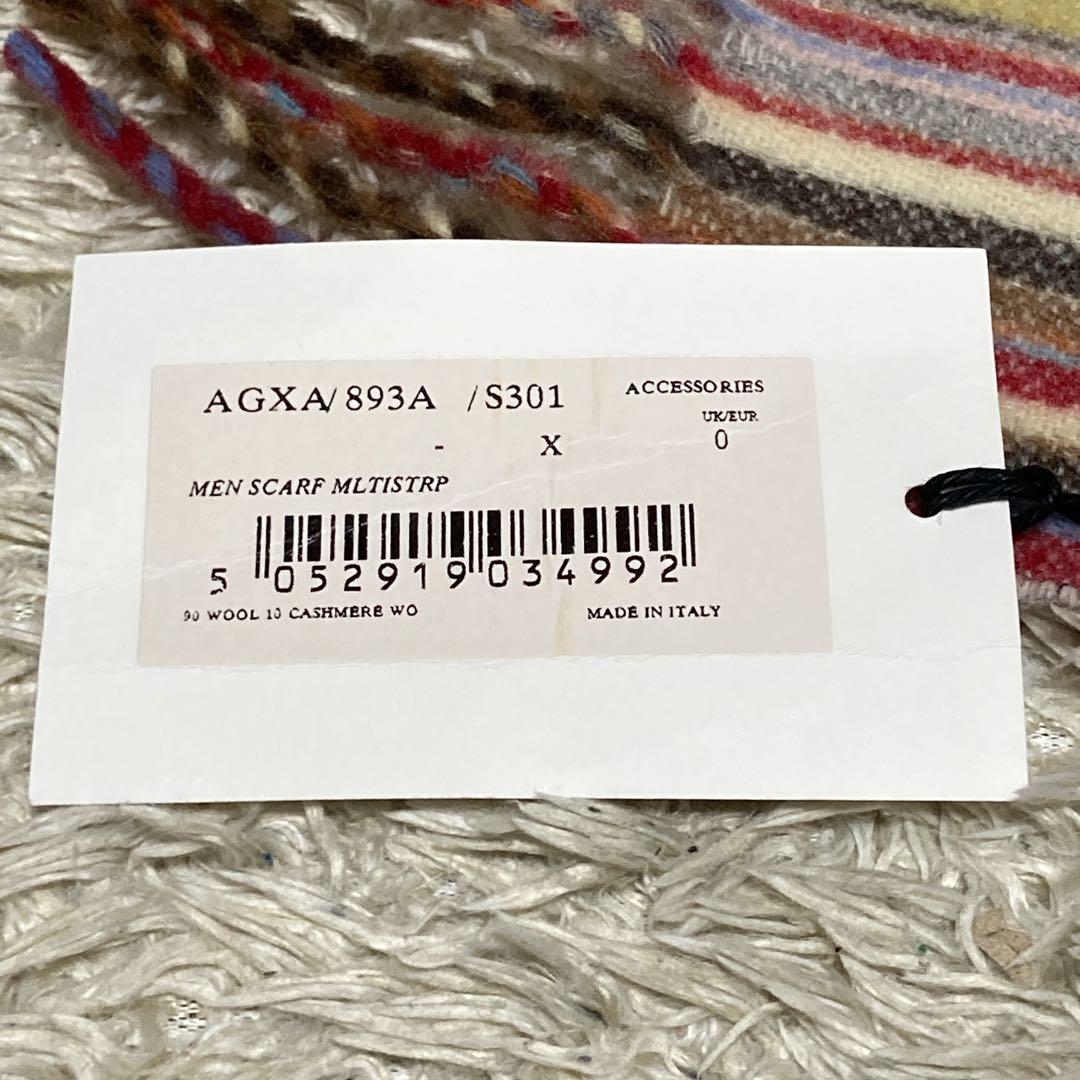 AGXA/893A /S301 ACCESSORIES
UK/EUR
- X 0
MEN SCARF MLTISTRP
5 052919 034992
90 WOOL 10 CASHMERE WO MADE IN ITALY